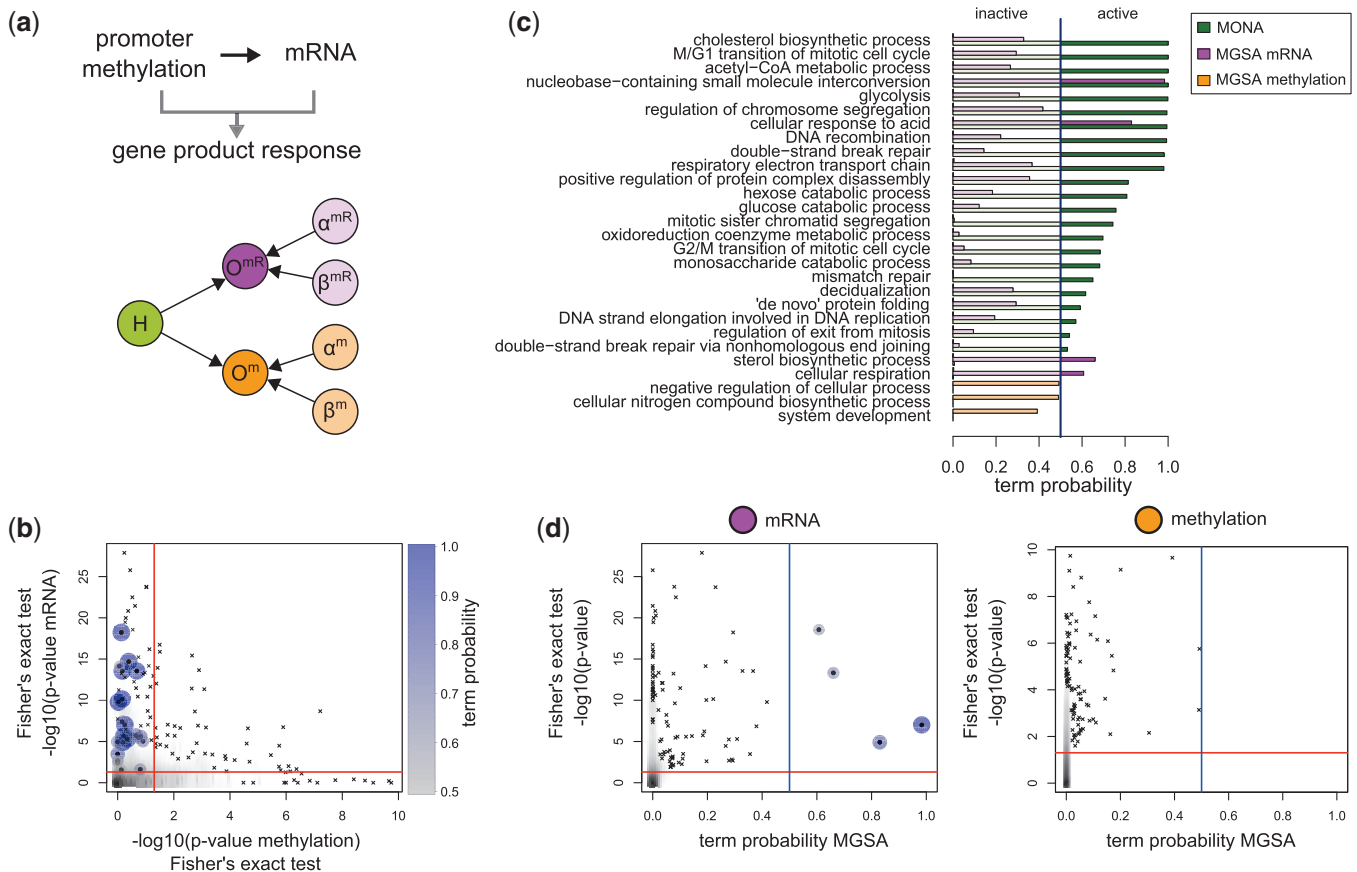 (a)
promoter
methylation
mRNA
gene product response
H
O^mR
O^m
α^mR
β^mR
α^m
β^m
(c)
inactive
active
MONA
MGSA mRNA
MGSA methylation
cholesterol biosynthetic process
M/G1 transition of mitotic cell cycle
acetyl−CoA metabolic process
nucleobase−containing small molecule interconversion
glycolysis
regulation of chromosome segregation
cellular response to acid
DNA recombination
double−strand break repair
respiratory electron transport chain
positive regulation of protein complex disassembly
hexose catabolic process
glucose catabolic process
mitotic sister chromatid segregation
oxidoreduction coenzyme metabolic process
G2/M transition of mitotic cell cycle
monosaccharide catabolic process
mismatch repair
decidualization
'de novo' protein folding
DNA strand elongation involved in DNA replication
regulation of exit from mitosis
double−strand break repair via nonhomologous end joining
sterol biosynthetic process
cellular respiration
negative regulation of cellular process
cellular nitrogen compound biosynthetic process
system development
0.0 0.2 0.4 0.6 0.8 1.0
term probability
(b)
Fisher's exact test
-log10(p-value mRNA)
0 5 10 15 20 25
0 2 4 6 8 10
-log10(p-value methylation)
Fisher's exact test
1.0
0.9
0.8
0.7
0.6
0.5
term probability
(d)
mRNA
Fisher's exact test
-log10(p-value)
0 5 10 15 20 25
0.0 0.2 0.4 0.6 0.8 1.0
term probability MGSA
methylation
Fisher's exact test
-log10(p-value)
0 2 4 6 8 10
0.0 0.2 0.4 0.6 0.8 1.0
term probability MGSA